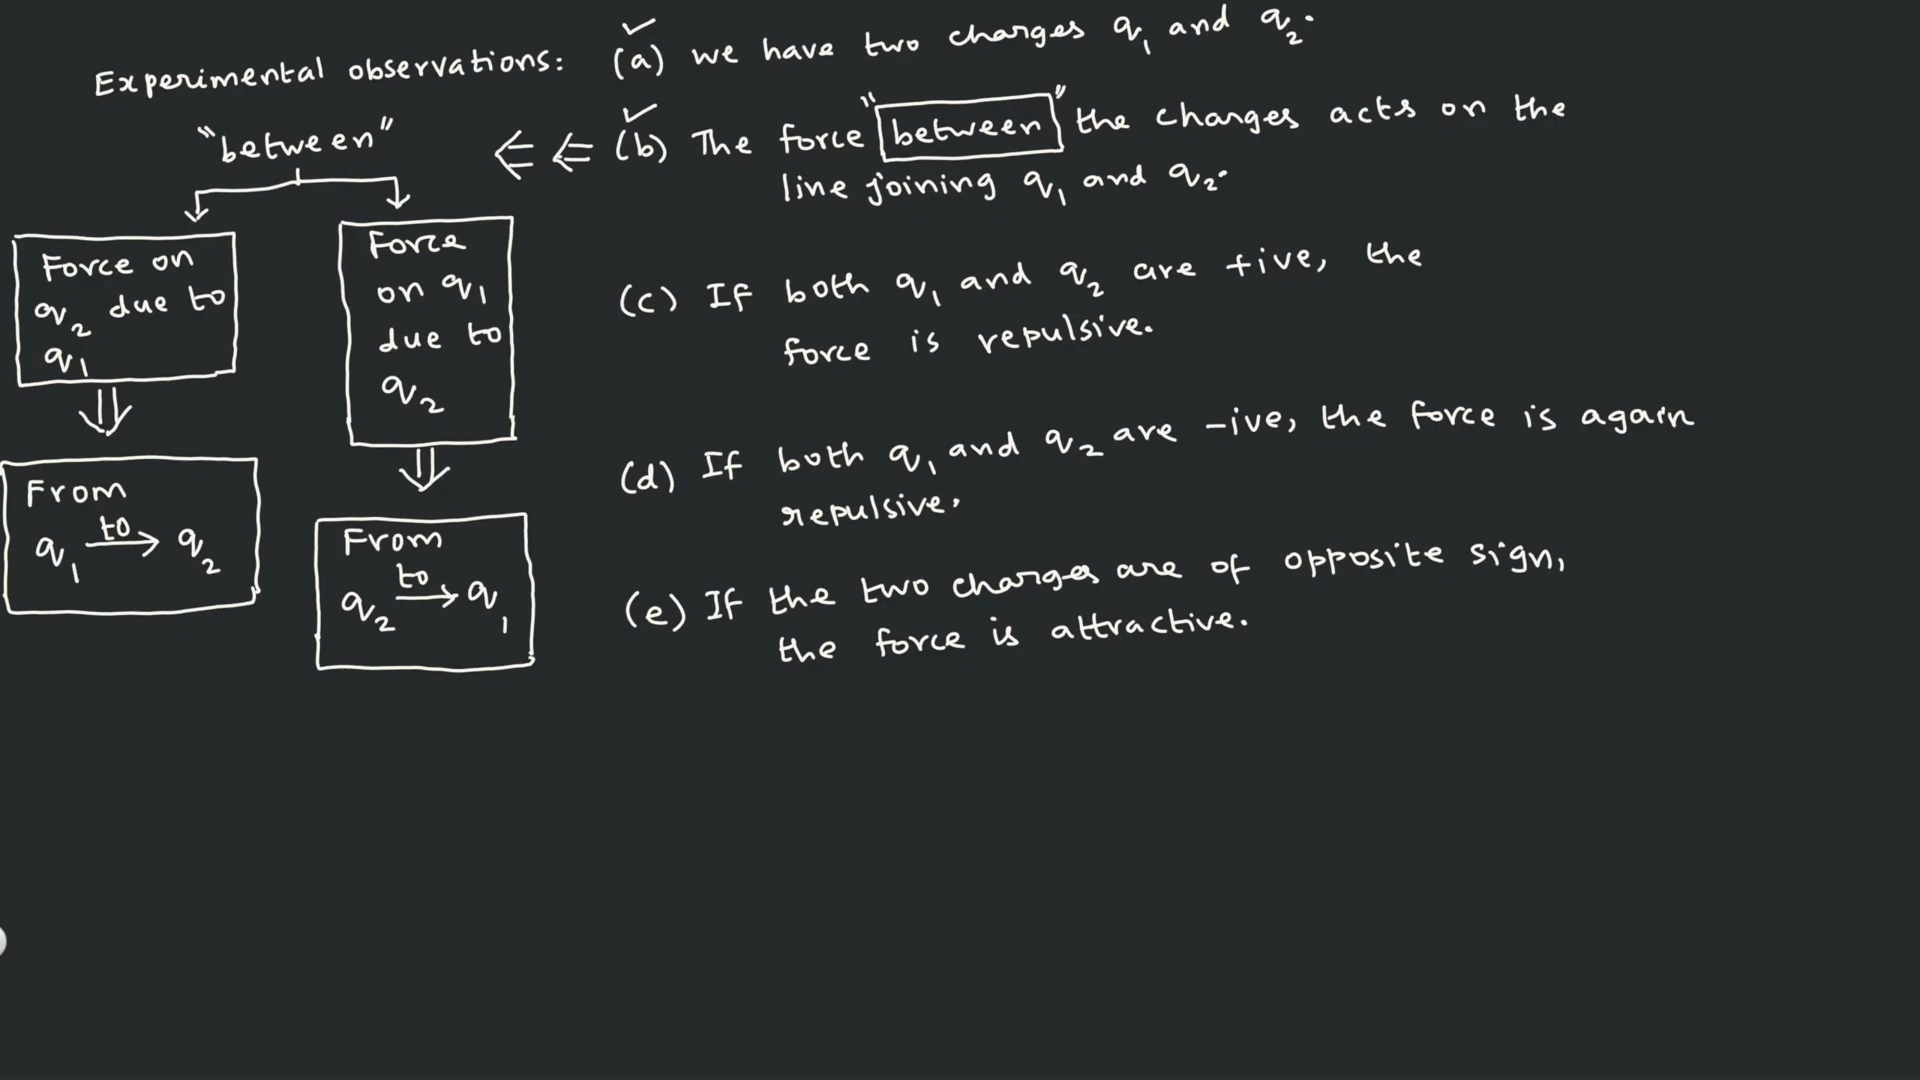 Experimental observations: (a) we have two charges q1 and q2.
(b) The force "between" the charges acts on the
line joining q1 and q2.
(c) If both q1 and q2 are +ive, the
force is repulsive.
(d) If both q1 and q2 are -ive, the force is again
repulsive.
(e) If the two charges are of opposite sign,
the force is attractive.
"between"
Force on
q2 due to
q1
From
q1 to → q2
Force
on q1
due to
q2
From
q2 to → q1